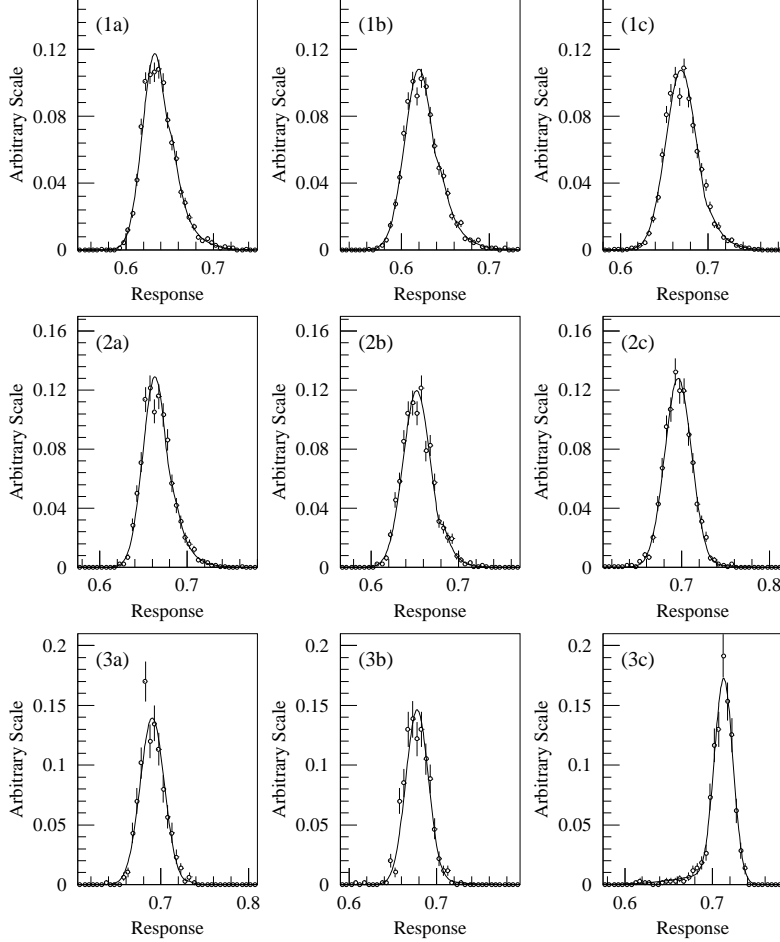 (1a) (1b) (1c)
0.12 0.12 0.12
0.08 0.08 0.08
0.04 0.04 0.04
0 0 0
Arbitrary Scale Arbitrary Scale Arbitrary Scale
0.6 0.7 0.6 0.7 0.6 0.7
Response Response Response
(2a) (2b) (2c)
0.16 0.16 0.16
0.12 0.12 0.12
0.08 0.08 0.08
0.04 0.04 0.04
0 0 0
Arbitrary Scale Arbitrary Scale Arbitrary Scale
0.6 0.7 0.6 0.7 0.7 0.8
Response Response Response
(3a) (3b) (3c)
0.2 0.2 0.2
0.15 0.15 0.15
0.1 0.1 0.1
0.05 0.05 0.05
0 0 0
Arbitrary Scale Arbitrary Scale Arbitrary Scale
0.7 0.8 0.6 0.7 0.6 0.7
Response Response Response